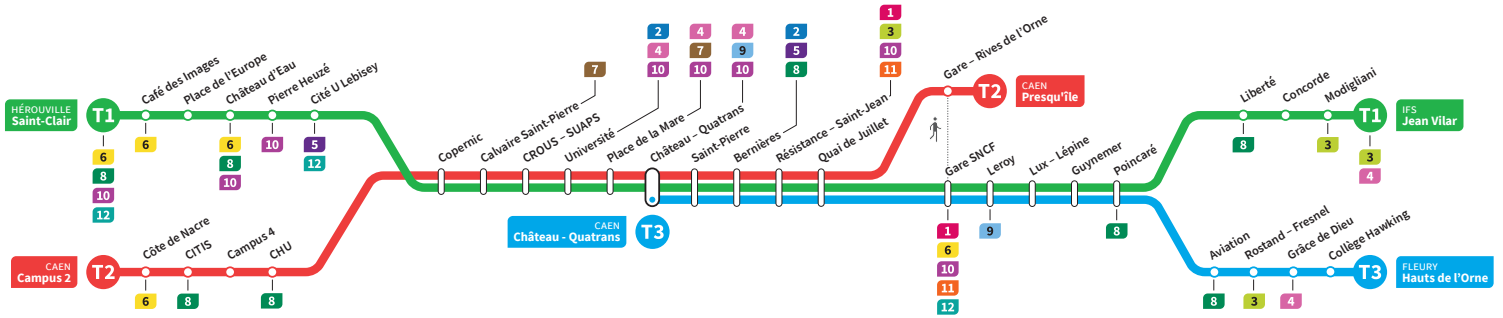 HÉROUVILLE
Saint-Clair
T1
6
8
10
12
Café des Images
6
Place de l'Europe
Château d'Eau
6
8
10
Pierre Heuzé
10
Cité U Lebisey
5
12
CAEN
Campus 2
T2
Côte de Nacre
6
CITIS
8
Campus 4
CHU
8
Copernic
Calvaire Saint-Pierre
7
CROUS – SUAPS
Université
2
4
10
Place de la Mare
4
7
10
Château – Quatrans
4
9
10
CAEN
Château - Quatrans
T3
Saint-Pierre
Bernières
2
5
8
Résistance – Saint-Jean
1
3
10
11
Quai de Juillet
Gare – Rives de l'Orne
T2
CAEN
Presqu'île
Gare SNCF
1
6
10
11
12
Leroy
9
Lux – Lépine
Guynemer
Poincaré
8
Liberté
8
Concorde
Modigliani
3
T1
3
4
IFS
Jean Vilar
Aviation
8
Rostand – Fresnel
3
Grâce de Dieu
4
Collège Hawking
T3
FLEURY
Hauts de l'Orne